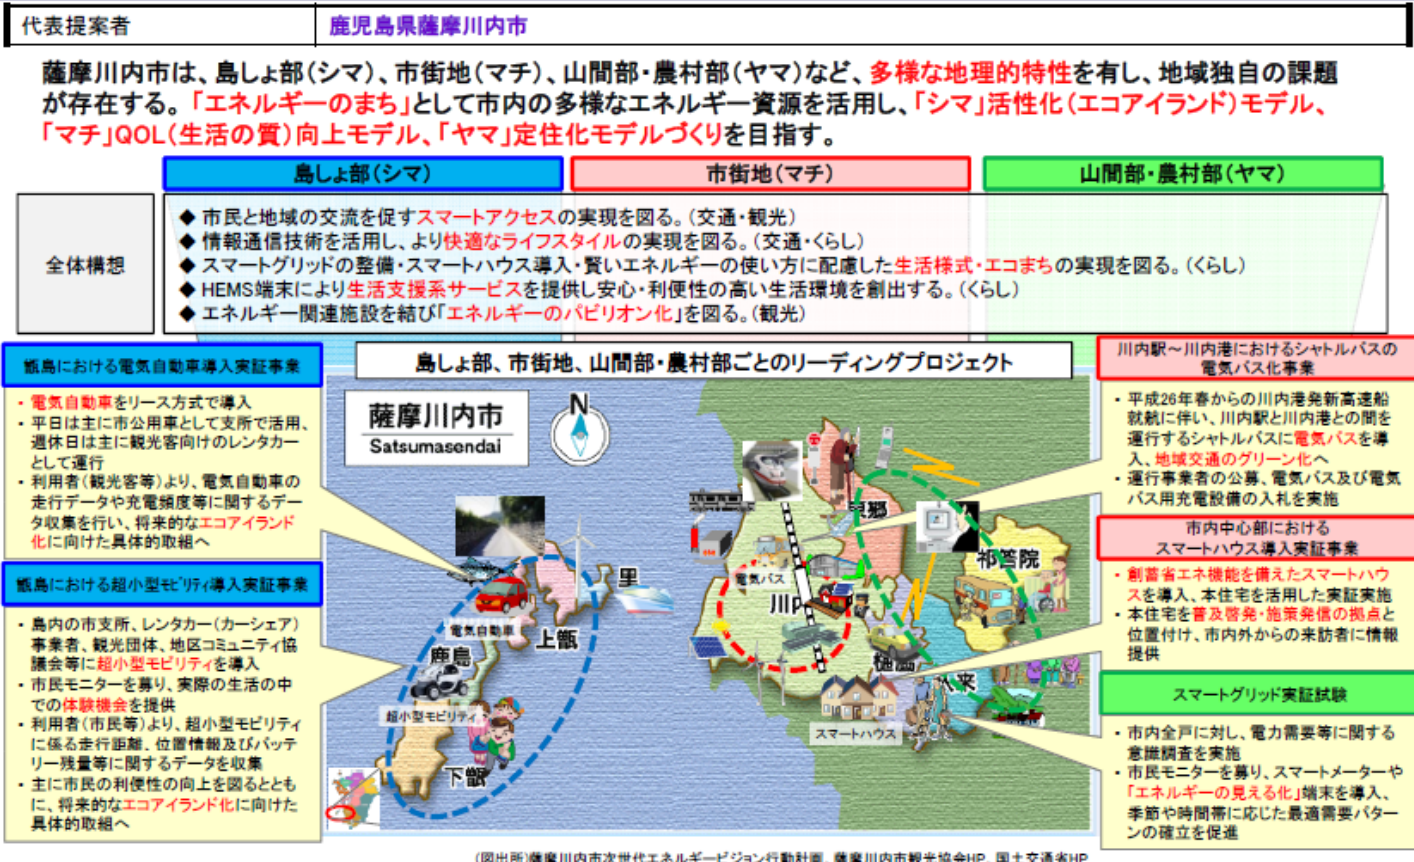 代表提案者
鹿児島県薩摩川内市
薩摩川内市は、島しょ部(シマ)、市街地(マチ)、山間部・農村部(ヤマ)など、多様な地理的特性を有し、地域独自の課題
が存在する。「エネルギーのまち」として市内の多様なエネルギー資源を活用し、「シマ」活性化(エコアイランド)モデル、
「マチ」QOL(生活の質)向上モデル、「ヤマ」定住化モデルづくりを目指す。
島しょ部(シマ)
市街地(マチ)
山間部・農村部(ヤマ)
全体構想
◆ 市民と地域の交流を促すスマートアクセスの実現を図る。(交通・観光)
◆ 情報通信技術を活用し、より快適なライフスタイルの実現を図る。(交通・くらし)
◆ スマートグリッドの整備・スマートハウス導入・賢いエネルギーの使い方に配慮した生活様式・エコまちの実現を図る。(くらし)
◆ HEMS端末により生活支援系サービスを提供し安心・利便性の高い生活環境を創出する。(くらし)
◆ エネルギー関連施設を結び「エネルギーのパビリオン化」を図る。(観光)
島しょ部、市街地、山間部・農村部ごとのリーディングプロジェクト
甑島における電気自動車導入実証事業
・電気自動車をリース方式で導入
・平日は主に市公用車として支所で活用、
週休日は主に観光客向けのレンタカー
として運行
・利用者(観光客等)より、電気自動車の
走行データや充電頻度等に関するデー
タ収集を行い、将来的なエコアイランド
化に向けた具体的取組へ
甑島における超小型モビリティ導入実証事業
・島内の市支所、レンタカー(カーシェア)
事業者、観光団体、地区コミュニティ協
議会等に超小型モビリティを導入
・市民モニターを募り、実際の生活の中
での体験機会を提供
・利用者(市民等)より、超小型モビリティ
に係る走行距離、位置情報及びバッテ
リー残量等に関するデータを収集
・主に市民の利便性の向上を図るととも
に、将来的なエコアイランド化に向けた
具体的取組へ
薩摩川内市
Satsumasendai
N
里
電気自動車
上甑
鹿島
超小型モビリティ
下甑
東郷
祁答院
電気バス
川内
樋脇
スマートハウス
川内駅～川内港におけるシャトルバスの
電気バス化事業
・平成26年春からの川内港発新高速船
就航に伴い、川内駅と川内港との間を
運行するシャトルバスに電気バスを導
入、地域交通のグリーン化へ
・運行事業者の公募、電気バス及び電気
バス用充電設備の入札を実施
市内中心部における
スマートハウス導入実証事業
・創蓄省エネ機能を備えたスマートハウ
スを導入、本住宅を活用した実証実施
・本住宅を普及啓発・施策発信の拠点と
位置付け、市内外からの来訪者に情報
提供
スマートグリッド実証試験
・市内全戸に対し、電力需要等に関する
意識調査を実施
・市民モニターを募り、スマートメーターや
「エネルギーの見える化」端末を導入、
季節や時間帯に応じた最適需要パター
ンの確立を促進
(図出所)薩摩川内市次世代エネルギービジョン行動計画、薩摩川内市観光協会HP、国土交通省HP